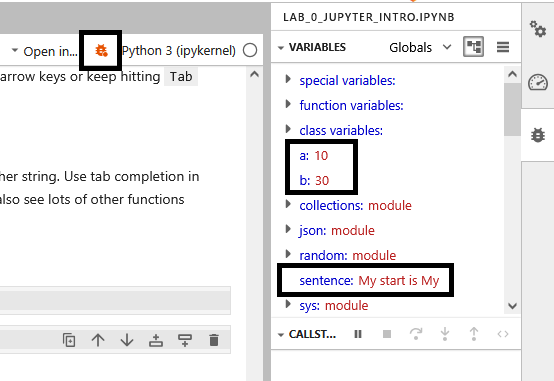 Open in...
Python 3 (ipykernel)
arrow keys or keep hitting Tab
her string. Use tab completion in
also see lots of other functions
LAB_0_JUPYTER_INTRO.IPYNB
VARIABLES
Globals
special variables:
function variables:
class variables:
a: 10
b: 30
collections: module
json: module
random: module
sentence: My start is My
sys: module
CALLST...